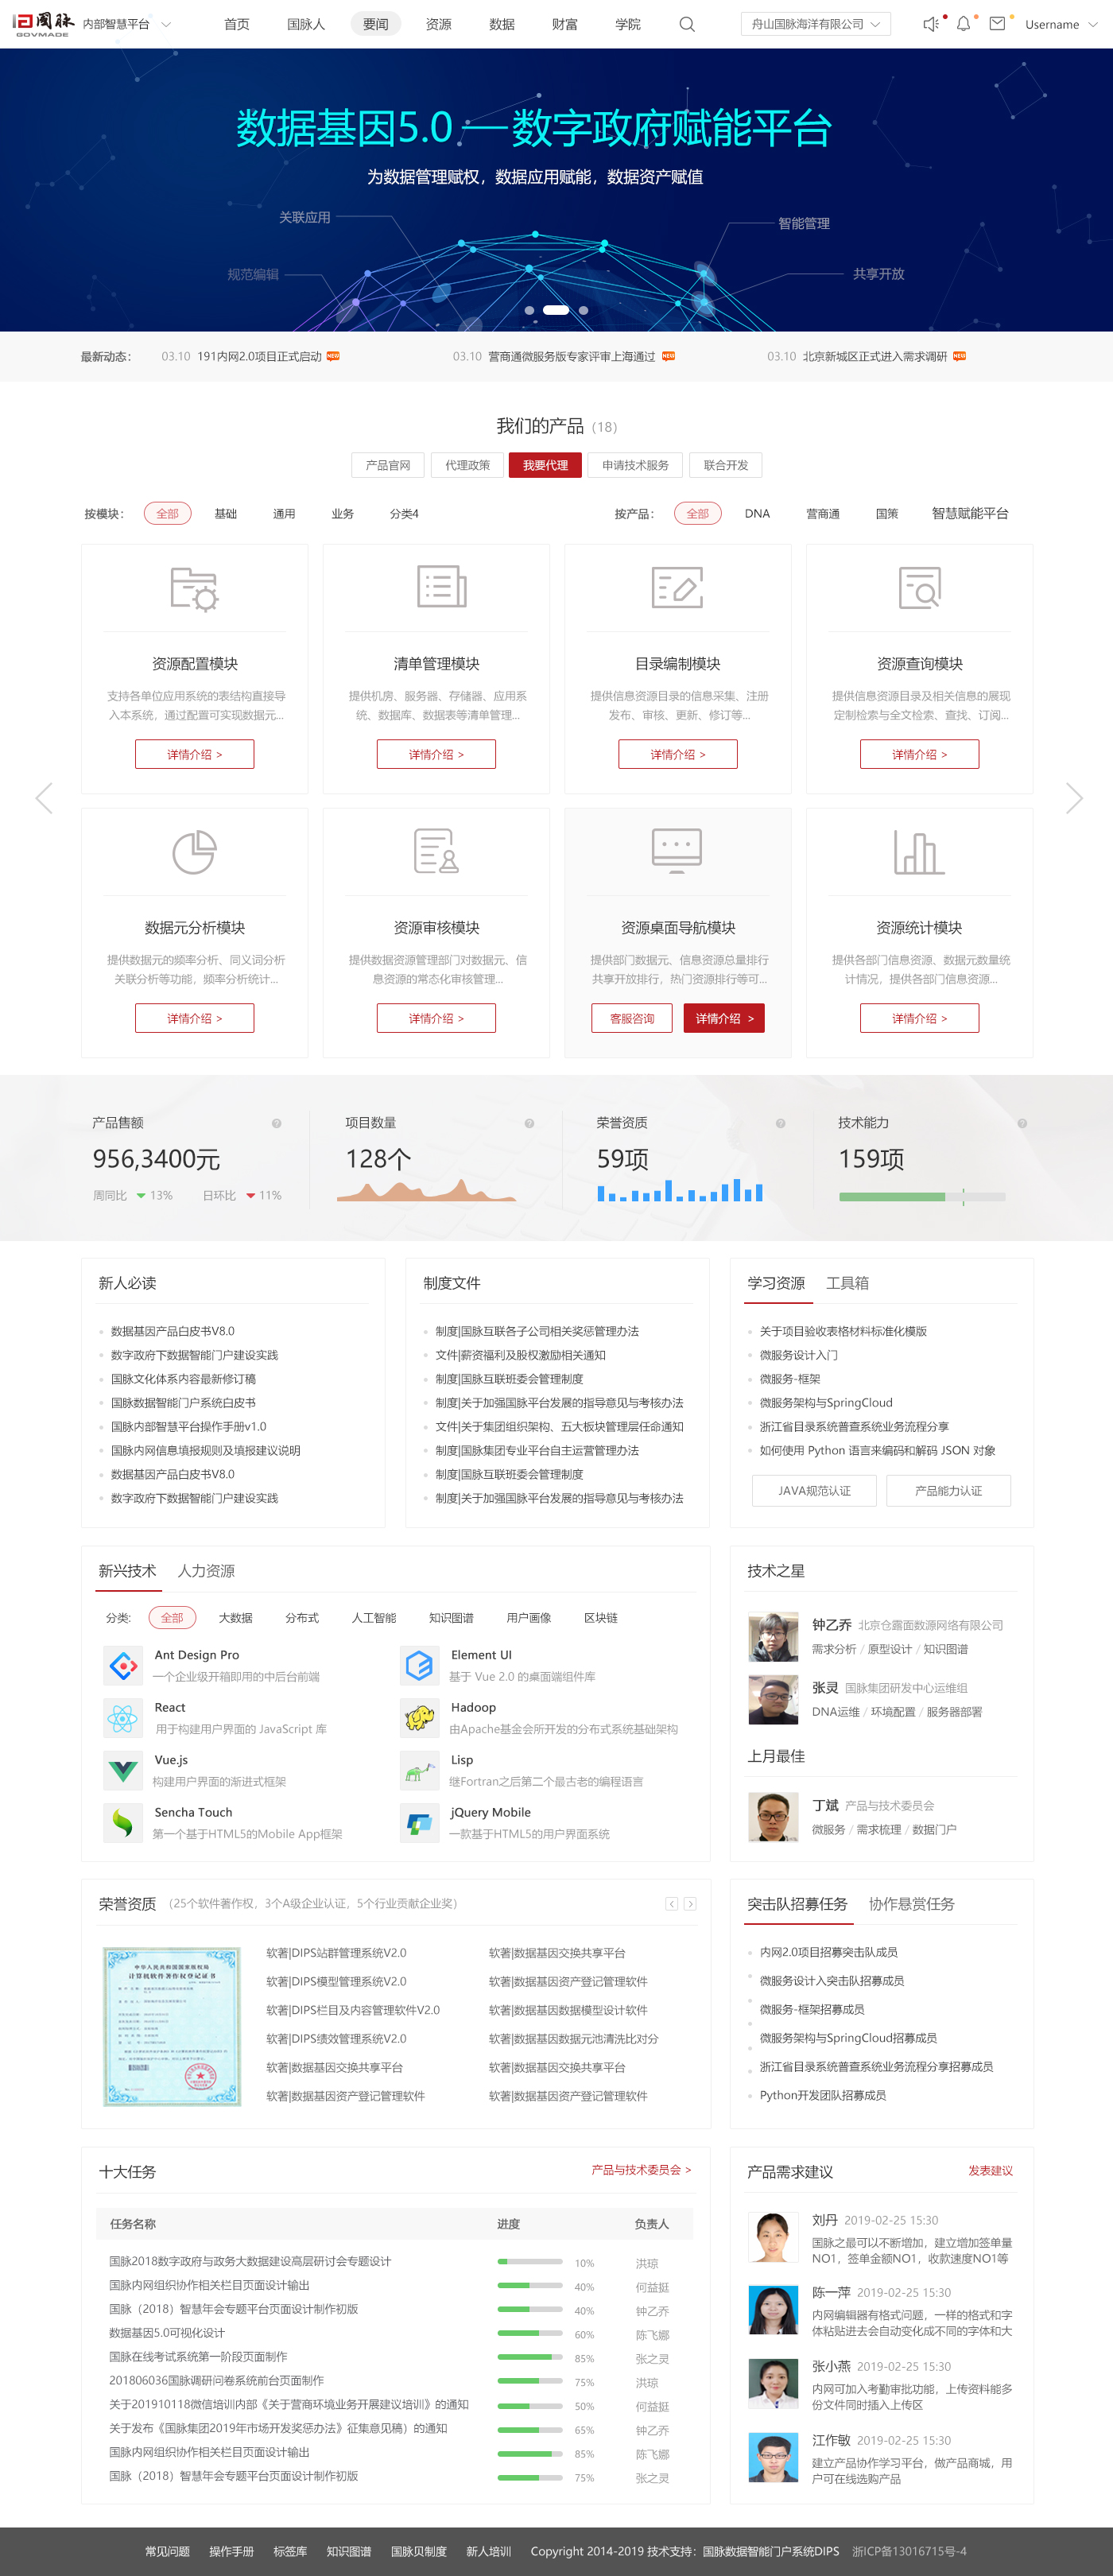 国脉 GOVMADE 内部智慧平台 首页 国脉人 要闻 资源 数据 财富 学院 舟山国脉海洋有限公司 Username
数据基因5.0 — 数字政府赋能平台
为数据管理赋权，数据应用赋能，数据资产赋值
关联应用
智能管理
规范编辑
共享开放
最新动态： 03.10 191内网2.0项目正式启动 NEW 03.10 营商通微服务版专家评审上海通过 NEW 03.10 北京新城区正式进入需求调研 NEW
我们的产品（18）
产品官网 代理政策 我要代理 申请技术服务 联合开发
按模块： 全部 基础 通用 业务 分类4 按产品： 全部 DNA 营商通 国策 智慧赋能平台
资源配置模块
支持各单位应用系统的表结构直接导
入本系统，通过配置可实现数据元...
详情介绍 >
清单管理模块
提供机房、服务器、存储器、应用系
统、数据库、数据表等清单管理...
详情介绍 >
目录编制模块
提供信息资源目录的信息采集、注册
发布、审核、更新、修订等...
详情介绍 >
资源查询模块
提供信息资源目录及相关信息的展现
定制检索与全文检索、查找、订阅...
详情介绍 >
数据元分析模块
提供数据元的频率分析、同义词分析
关联分析等功能，频率分析统计...
详情介绍 >
资源审核模块
提供数据资源管理部门对数据元、信
息资源的常态化审核管理...
详情介绍 >
资源桌面导航模块
提供部门数据元、信息资源总量排行
共享开放排行，热门资源排行等可...
客服咨询 详情介绍 >
资源统计模块
提供各部门信息资源、数据元数量统
计情况，提供各部门信息资源...
详情介绍 >
产品售额 ?
956,3400元
周同比 13% 日环比 11%
项目数量 ?
128个
荣誉资质 ?
59项
技术能力 ?
159项
新人必读
数据基因产品白皮书V8.0
数字政府下数据智能门户建设实践
国脉文化体系内容最新修订稿
国脉数据智能门户系统白皮书
国脉内部智慧平台操作手册v1.0
国脉内网信息填报规则及填报建议说明
数据基因产品白皮书V8.0
数字政府下数据智能门户建设实践
制度文件
制度|国脉互联各子公司相关奖惩管理办法
文件|薪资福利及股权激励相关通知
制度|国脉互联班委会管理制度
制度|关于加强国脉平台发展的指导意见与考核办法
文件|关于集团组织架构、五大板块管理层任命通知
制度|国脉集团专业平台自主运营管理办法
制度|国脉互联班委会管理制度
制度|关于加强国脉平台发展的指导意见与考核办法
学习资源 工具箱
关于项目验收表格材料标准化模版
微服务设计入门
微服务-框架
微服务架构与SpringCloud
浙江省目录系统普查系统业务流程分享
如何使用 Python 语言来编码和解码 JSON 对象
JAVA规范认证 产品能力认证
新兴技术 人力资源
分类: 全部 大数据 分布式 人工智能 知识图谱 用户画像 区块链
Ant Design Pro
一个企业级开箱即用的中后台前端
Element UI
基于 Vue 2.0 的桌面端组件库
React
用于构建用户界面的 JavaScript 库
Hadoop
由Apache基金会所开发的分布式系统基础架构
Vue.js
构建用户界面的渐进式框架
Lisp
继Fortran之后第二个最古老的编程语言
Sencha Touch
第一个基于HTML5的Mobile App框架
jQuery Mobile
一款基于HTML5的用户界面系统
技术之星
钟乙乔 北京仓露面数源网络有限公司
需求分析 / 原型设计 / 知识图谱
张灵 国脉集团研发中心运维组
DNA运维 / 环境配置 / 服务器部署
上月最佳
丁斌 产品与技术委员会
微服务 / 需求梳理 / 数据门户
荣誉资质 （25个软件著作权，3个A级企业认证，5个行业贡献企业奖）
中华人民共和国国家版权局
计算机软件著作权登记证书
软著|DIPS站群管理系统V2.0
软著|DIPS模型管理系统V2.0
软著|DIPS栏目及内容管理软件V2.0
软著|DIPS绩效管理系统V2.0
软著|数据基因交换共享平台
软著|数据基因资产登记管理软件
软著|数据基因交换共享平台
软著|数据基因资产登记管理软件
软著|数据基因数据模型设计软件
软著|数据基因数据元池清洗比对分
软著|数据基因交换共享平台
软著|数据基因资产登记管理软件
突击队招募任务 协作悬赏任务
内网2.0项目招募突击队成员
微服务设计入突击队招募成员
微服务-框架招募成员
微服务架构与SpringCloud招募成员
浙江省目录系统普查系统业务流程分享招募成员
Python开发团队招募成员
十大任务 产品与技术委员会 >
任务名称 进度 负责人
国脉2018数字政府与政务大数据建设高层研讨会专题设计 10% 洪琼
国脉内网组织协作相关栏目页面设计输出 40% 何益挺
国脉（2018）智慧年会专题平台页面设计制作初版 40% 钟乙乔
数据基因5.0可视化设计 60% 陈飞娜
国脉在线考试系统第一阶段页面制作 85% 张之灵
201806036国脉调研问卷系统前台页面制作 75% 洪琼
关于201910118微信培训内部《关于营商环境业务开展建议培训》的通知 50% 何益挺
关于发布《国脉集团2019年市场开发奖惩办法》征集意见稿）的通知 65% 钟乙乔
国脉内网组织协作相关栏目页面设计输出 85% 陈飞娜
国脉（2018）智慧年会专题平台页面设计制作初版 75% 张之灵
产品需求建议 发表建议
刘丹 2019-02-25 15:30
国脉之最可以不断增加，建立增加签单量
NO1，签单金额NO1，收款速度NO1等
陈一萍 2019-02-25 15:30
内网编辑器有格式问题，一样的格式和字
体粘贴进去会自动变化成不同的字体和大
张小燕 2019-02-25 15:30
内网可加入考勤审批功能，上传资料能多
份文件同时插入上传区
江作敏 2019-02-25 15:30
建立产品协作学习平台，做产品商城，用
户可在线选购产品
常见问题 操作手册 标签库 知识图谱 国脉贝制度 新人培训 Copyright 2014-2019 技术支持：国脉数据智能门户系统DIPS 浙ICP备13016715号-4